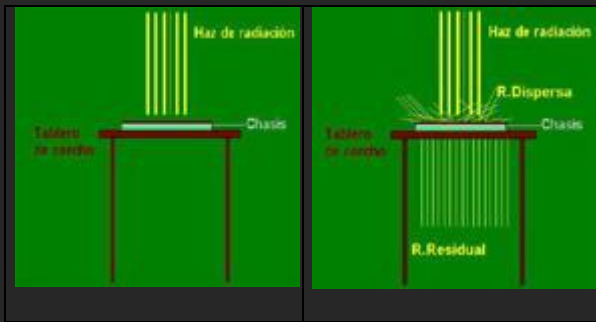 Haz de radiación
Chasis
Tablero
de corcho
Haz de radiación
R.Dispersa
Chasis
Tablero
de corcho
R.Residual